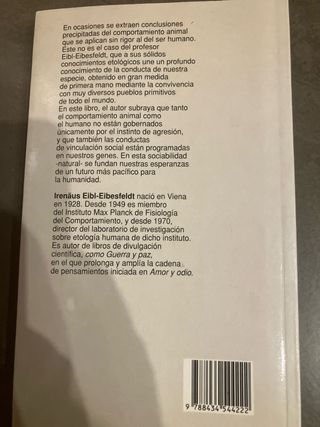 En ocasiones se extraen conclusiones
precipitadas del comportamiento animal
que se aplican sin rigor al del ser humano.
Éste no es el caso del profesor
Eibl-Eibesfeldt, que a sus sólidos
conocimientos etológicos une un profundo
conocimiento de la conducta de nuestra
especie, obtenido en gran medida
de primera mano mediante la convivencia
con muy diversos pueblos primitivos
de todo el mundo.
En este libro, el autor subraya que tanto
el comportamiento animal como
el humano no están gobernados
únicamente por el instinto de agresión,
y que también las conductas
de vinculación social están programadas
en nuestros genes. En esta sociabilidad
-natural- se fundan nuestras esperanzas
de un futuro más pacífico para
la humanidad.
Irenäus Eibl-Eibesfeldt nació en Viena
en 1928. Desde 1949 es miembro
del Instituto Max Planck de Fisiología
del Comportamiento, y desde 1970,
director del laboratorio de investigación
sobre etología humana de dicho instituto.
Es autor de libros de divulgación
científica, como Guerra y paz,
en el que prolonga y amplía la cadena
de pensamientos iniciada en Amor y odio.
9 788434 544222